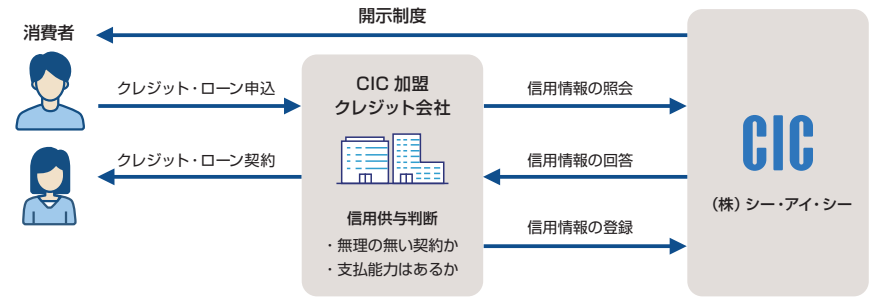 開示制度
消費者
クレジット・ローン申込
クレジット・ローン契約
CIC 加盟
クレジット会社
信用供与判断
・無理の無い契約か
・支払能力はあるか
信用情報の照会
信用情報の回答
信用情報の登録
CIC
（株）シー・アイ・シー